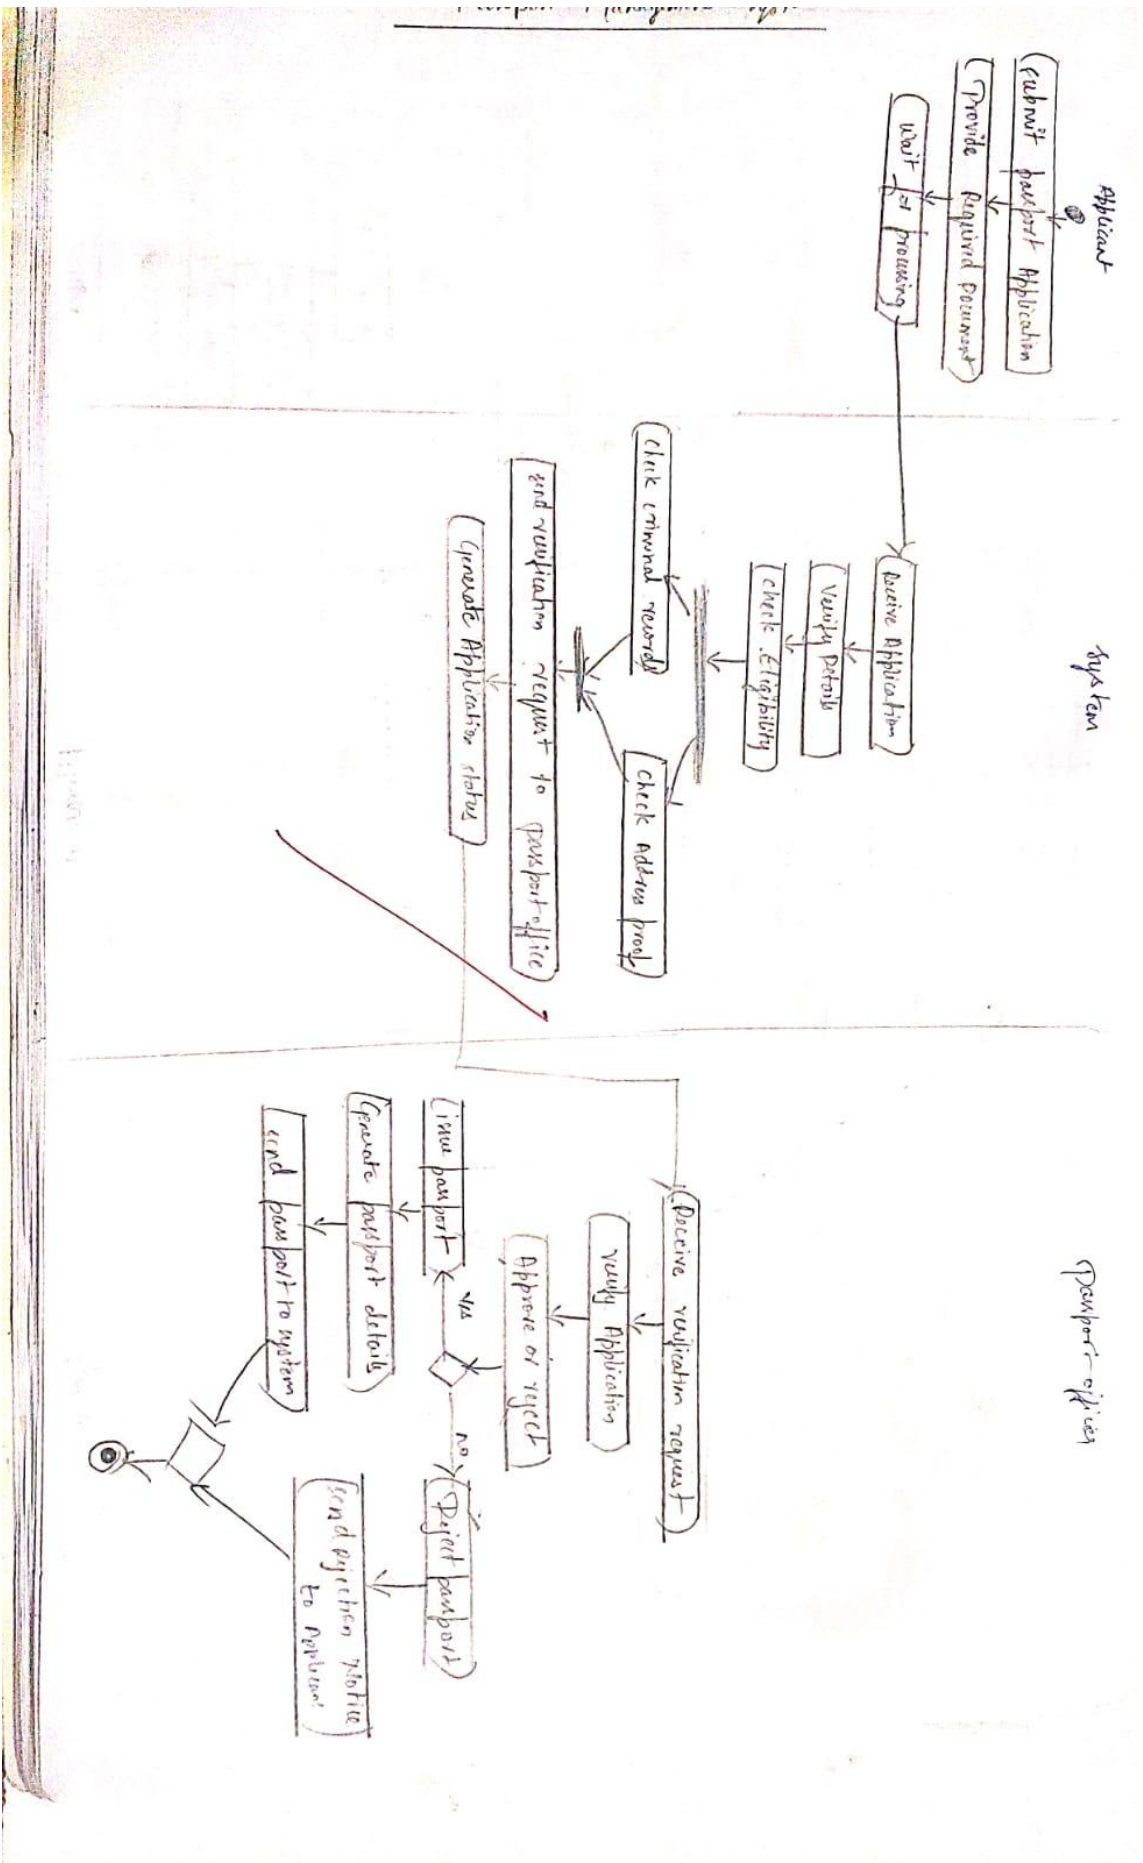 Applicant
System
Passport-officer
Submit passport Application
Provide Required Document
Wait for processing
Receive Application
Verify Details
Check Eligibility
Check criminal records
Check Address proof
send verification request to passport office
Generate Application status
Receive verification request
verify Application
Approve or reject
Yes
no
issue passport
Generate passport details
send passport to system
Reject passport
send Rejection Notice
to Applicant